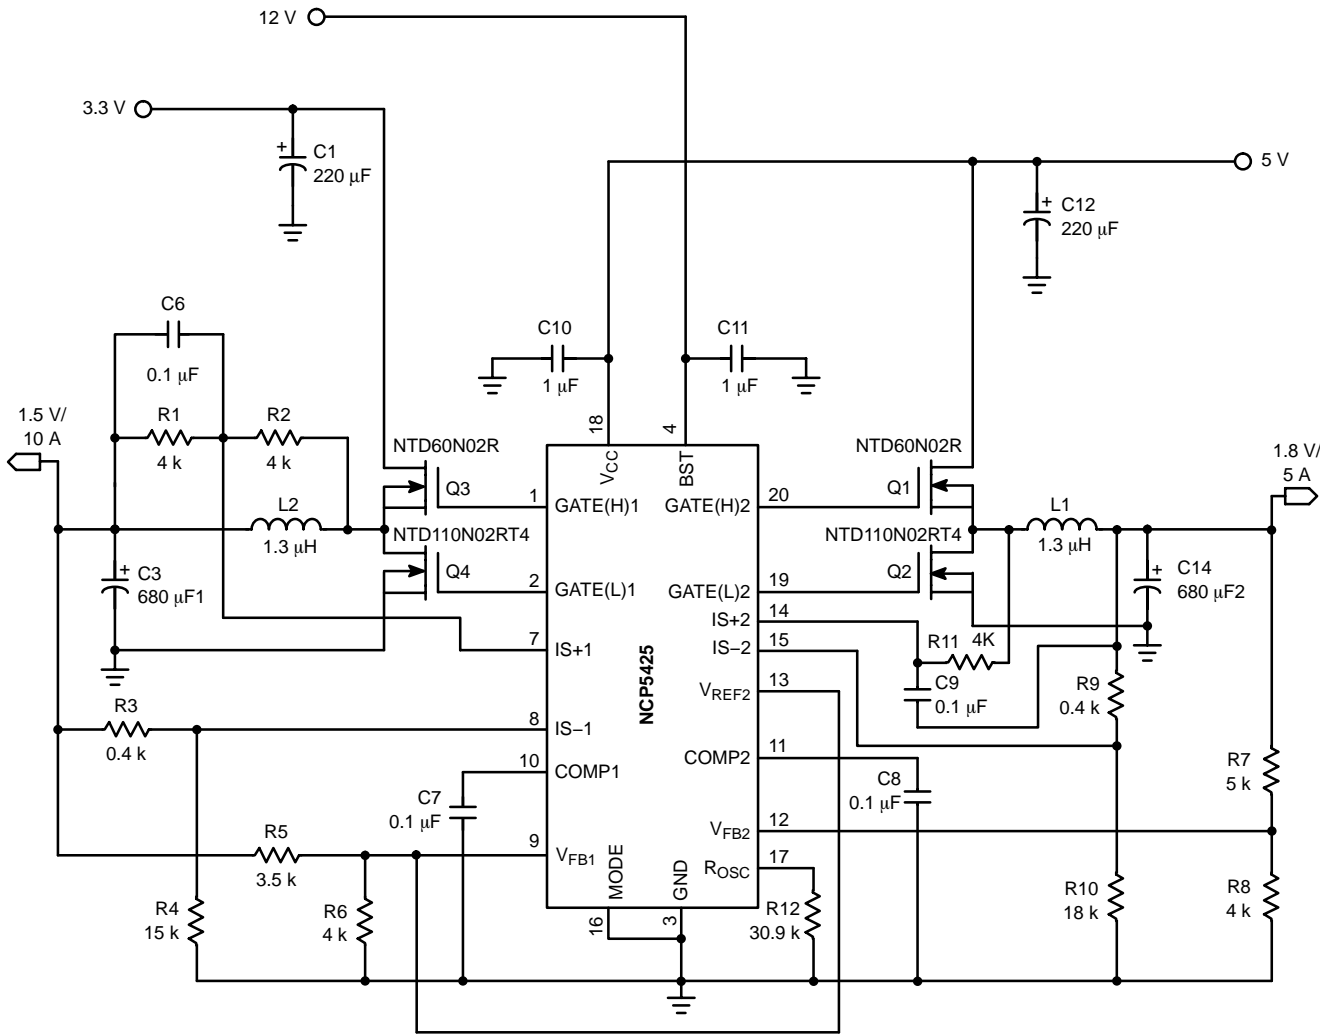 12 V
3.3 V
C1
220 μF
5 V
C12
220 μF
C6
0.1 μF
C10
1 μF
C11
1 μF
1.5 V/
10 A
R1
4 k
R2
4 k
18
4
NTD60N02R
NTD60N02R
1.8 V/
5 A
VCC
BST
Q3
1
GATE(H)1
GATE(H)2
20
Q1
L2
1.3 μH
NTD110N02RT4
NTD110N02RT4
L1
1.3 μH
C3
680 μF1
Q4
2
GATE(L)1
GATE(L)2
19
Q2
C14
680 μF2
IS+2
14
7
IS+1
IS−2
15
R11
4K
NCP5425
VREF2
13
C9
0.1 μF
R9
0.4 k
R3
0.4 k
8
IS−1
10
COMP1
COMP2
11
C7
0.1 μF
C8
0.1 μF
R7
5 k
R5
3.5 k
9
VFB1
VFB2
12
MODE
GND
ROSC
17
R4
15 k
R6
4 k
16
3
R12
30.9 k
R10
18 k
R8
4 k